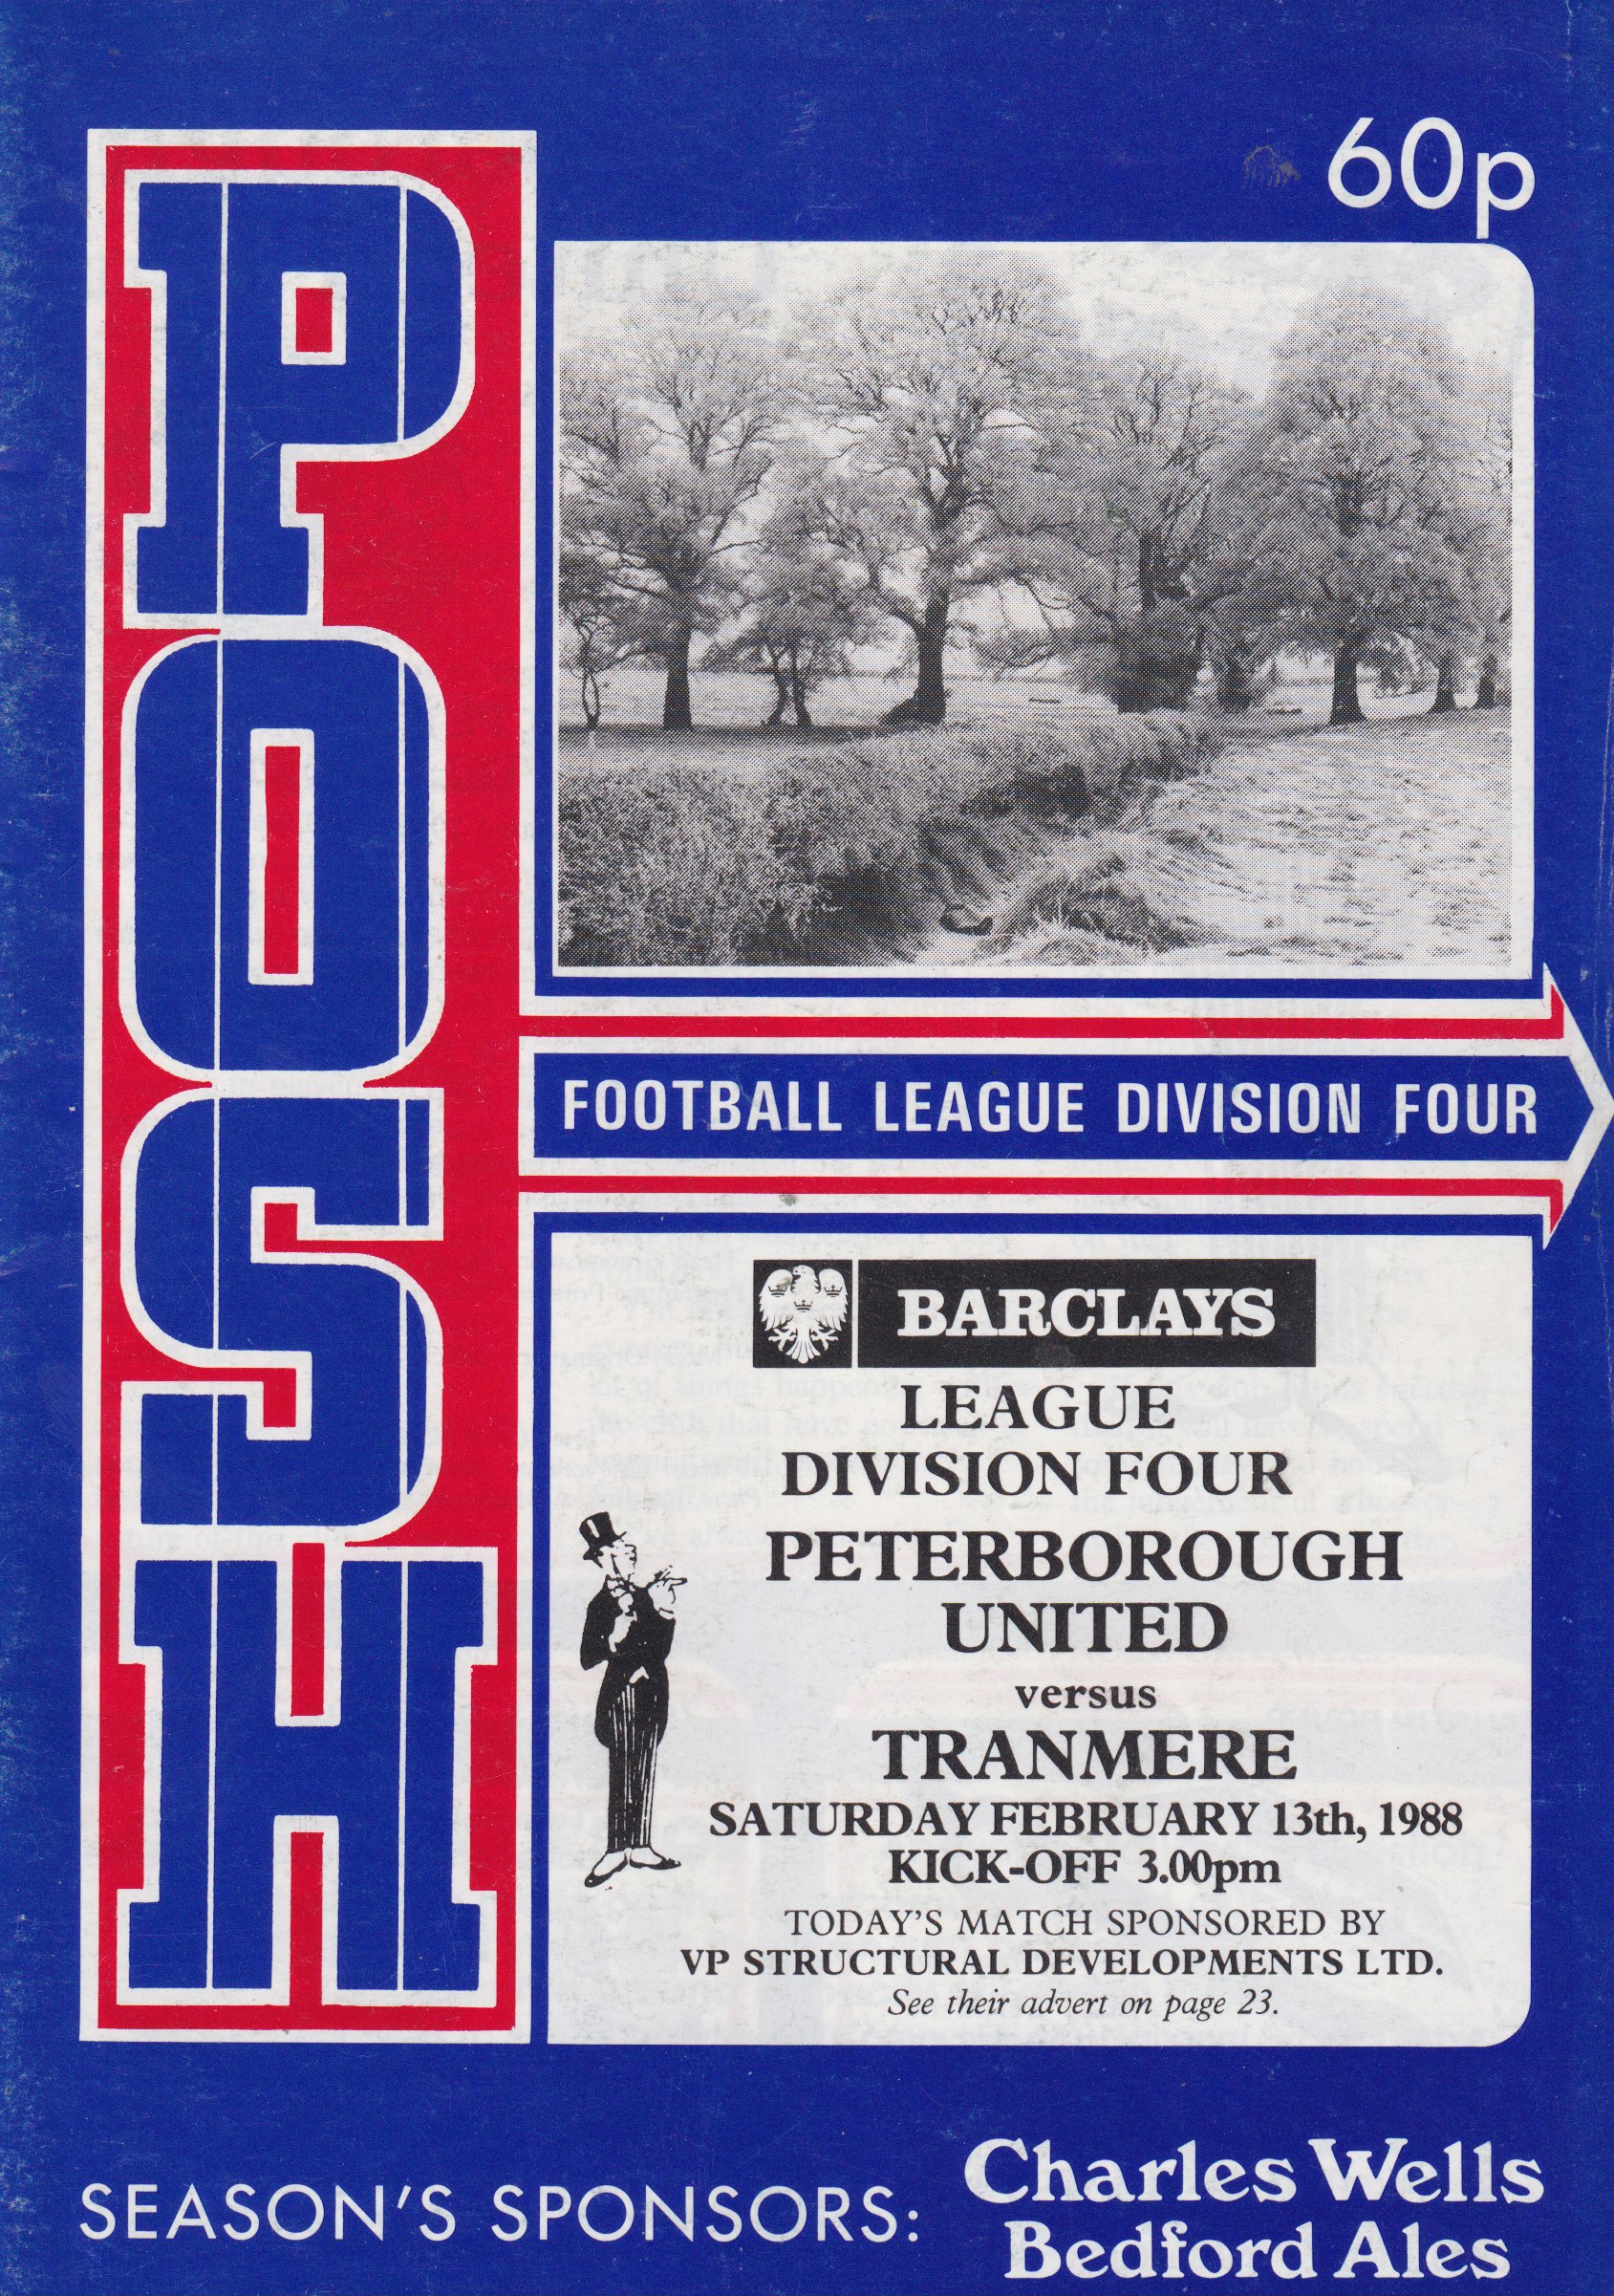 60p
POSH
FOOTBALL LEAGUE DIVISION FOUR
BARCLAYS
LEAGUE
DIVISION FOUR
PETERBOROUGH
UNITED
versus
TRANMERE
SATURDAY FEBRUARY 13th, 1988
KICK-OFF 3.00pm
TODAY'S MATCH SPONSORED BY
VP STRUCTURAL DEVELOPMENTS LTD.
See their advert on page 23.
SEASON'S SPONSORS:
Charles Wells
Bedford Ales